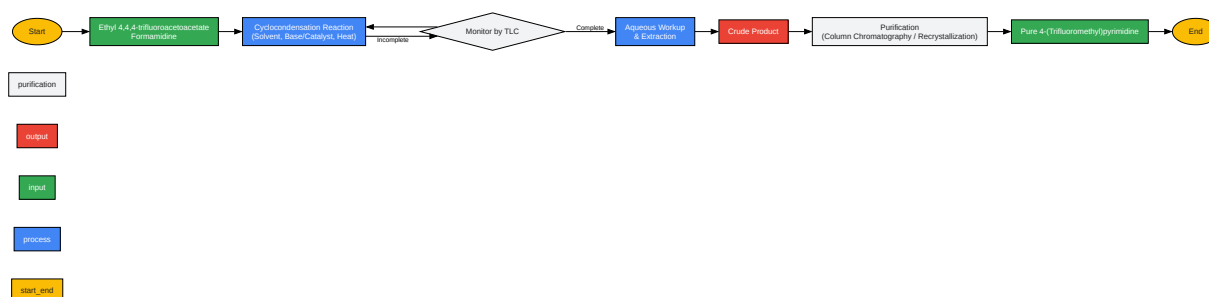 Start
Ethyl 4,4,4-trifluoroacetoacetate
Formamidine
Cyclocondensation Reaction
(Solvent, Base/Catalyst, Heat)
Incomplete
Monitor by TLC
Complete
Aqueous Workup
& Extraction
Crude Product
Purification
(Column Chromatography / Recrystallization)
Pure 4-(Trifluoromethyl)pyrimidine
End
purification
output
input
process
start_end